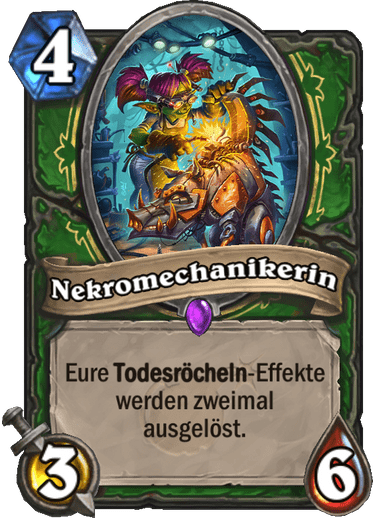 4
Nekromechanikerin
Eure Todesröcheln-Effekte
werden zweimal
ausgelöst.
3
6